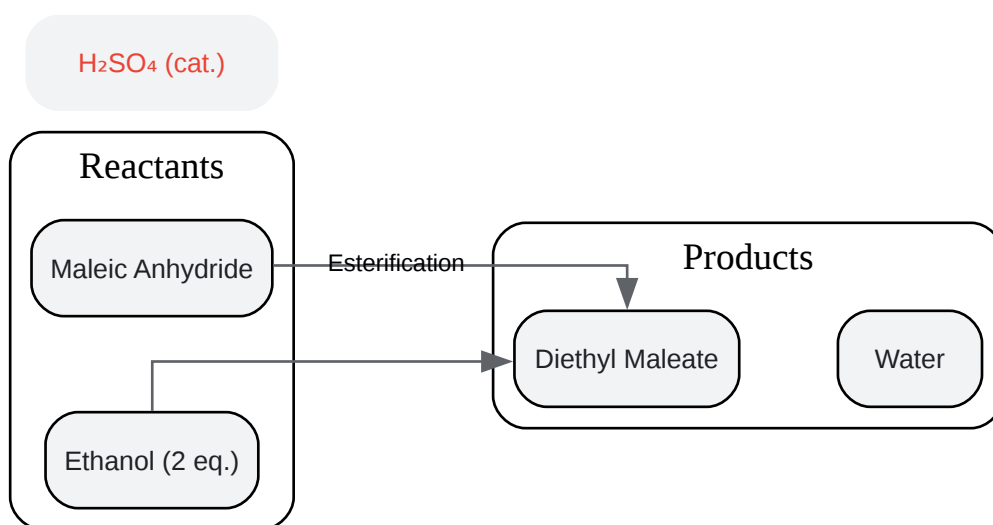 H₂SO₄ (cat.)
Reactants
Maleic Anhydride
Esterification
Products
Diethyl Maleate
Water
Ethanol (2 eq.)